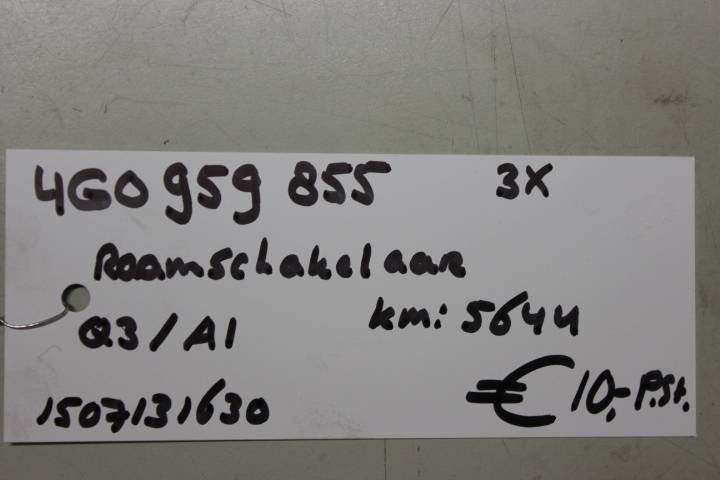 4G0 959 855 3X
Raamschakelaar
Q3/A1 km: 5644
1507131630 € 10,- P.St.